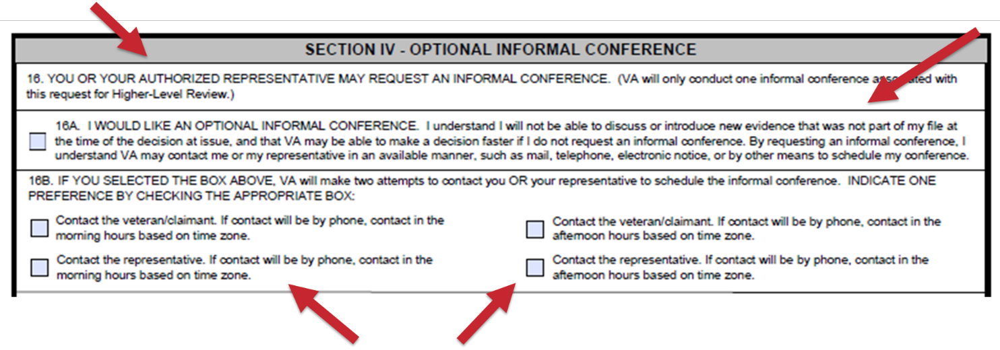 SECTION IV - OPTIONAL INFORMAL CONFERENCE
16. YOU OR YOUR AUTHORIZED REPRESENTATIVE MAY REQUEST AN INFORMAL CONFERENCE. (VA will only conduct one informal conference associated with
this request for Higher-Level Review.)
16A. I WOULD LIKE AN OPTIONAL INFORMAL CONFERENCE. I understand I will not be able to discuss or introduce new evidence that was not part of my file at
the time of the decision at issue, and that VA may be able to make a decision faster if I do not request an informal conference. By requesting an informal conference, I
understand VA may contact me or my representative in an available manner, such as mail, telephone, electronic notice, or by other means to schedule my conference.
16B. IF YOU SELECTED THE BOX ABOVE, VA will make two attempts to contact you OR your representative to schedule the informal conference. INDICATE ONE
PREFERENCE BY CHECKING THE APPROPRIATE BOX:
Contact the veteran/claimant. If contact will be by phone, contact in the
morning hours based on time zone.
Contact the veteran/claimant. If contact will be by phone, contact in the
afternoon hours based on time zone.
Contact the representative. If contact will be by phone, contact in the
morning hours based on time zone.
Contact the representative. If contact will be by phone, contact in the
afternoon hours based on time zone.